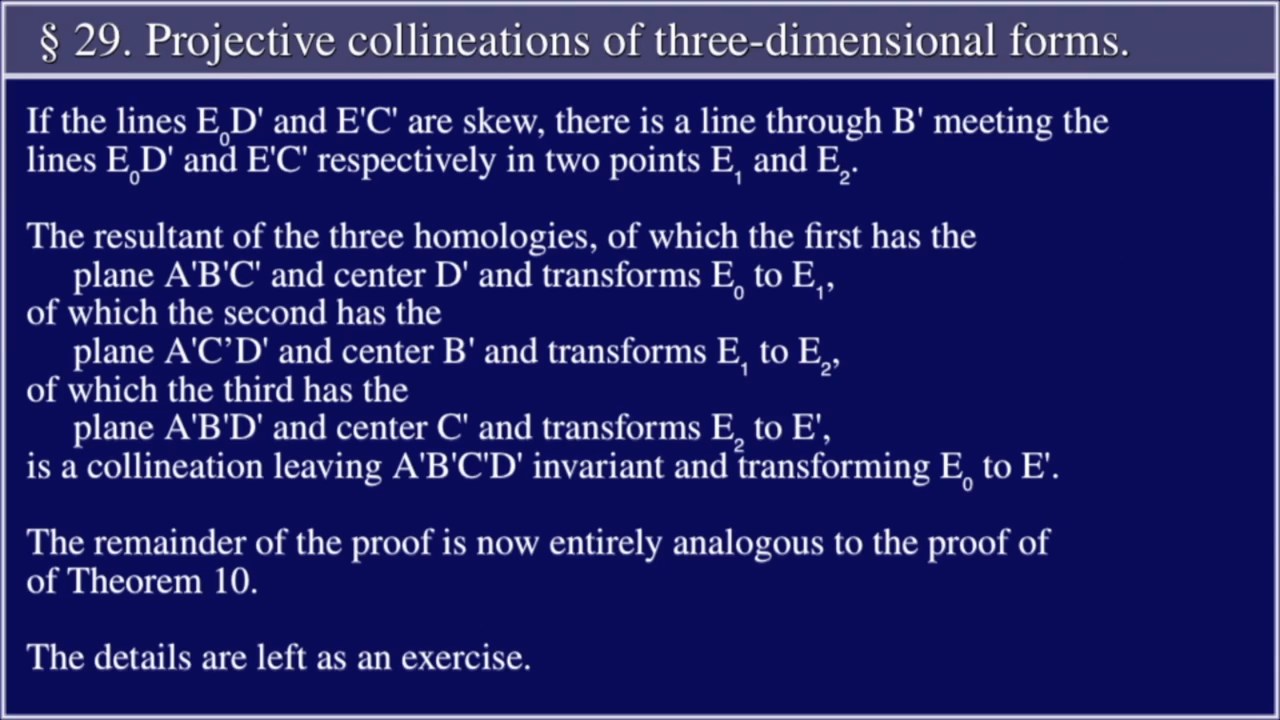 § 29. Projective collineations of three-dimensional forms.
If the lines E₀D' and E'C' are skew, there is a line through B' meeting the
lines E₀D' and E'C' respectively in two points E₁ and E₂.
The resultant of the three homologies, of which the first has the
plane A'B'C' and center D' and transforms E₀ to E₁,
of which the second has the
plane A'C’D' and center B' and transforms E₁ to E₂,
of which the third has the
plane A'B'D' and center C' and transforms E₂ to E',
is a collineation leaving A'B'C'D' invariant and transforming E₀ to E'.
The remainder of the proof is now entirely analogous to the proof of
of Theorem 10.
The details are left as an exercise.